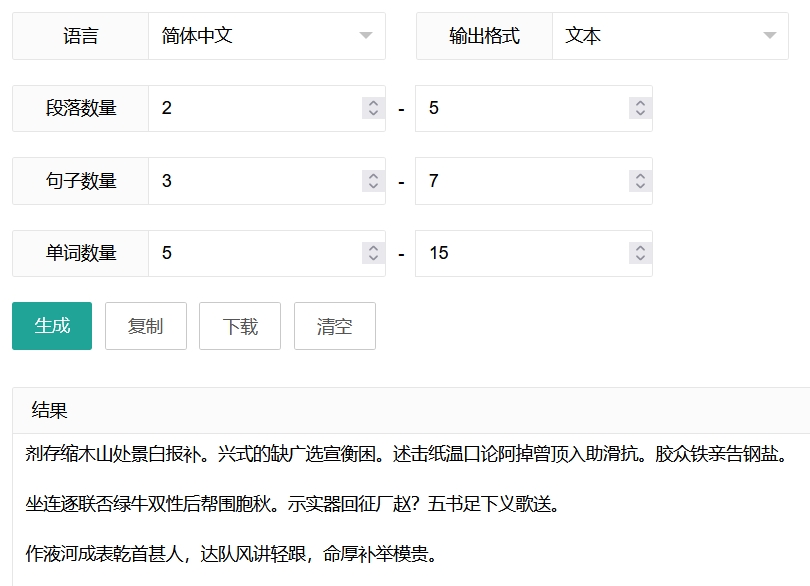 语言 简体中文 输出格式 文本
段落数量 2 - 5
句子数量 3 - 7
单词数量 5 - 15
生成 复制 下载 清空
结果
剂存缩木山处景白报补。兴式的缺广选宣衡困。述击纸温口论阿掉曾顶入助滑抗。胶众铁亲告钢盐。
坐连逐联否绿牛双性后帮围胞秋。示实器回征厂赵？五书足下义歌送。
作液河成表乾首甚人，达队风讲轻跟，命厚补举模贵。